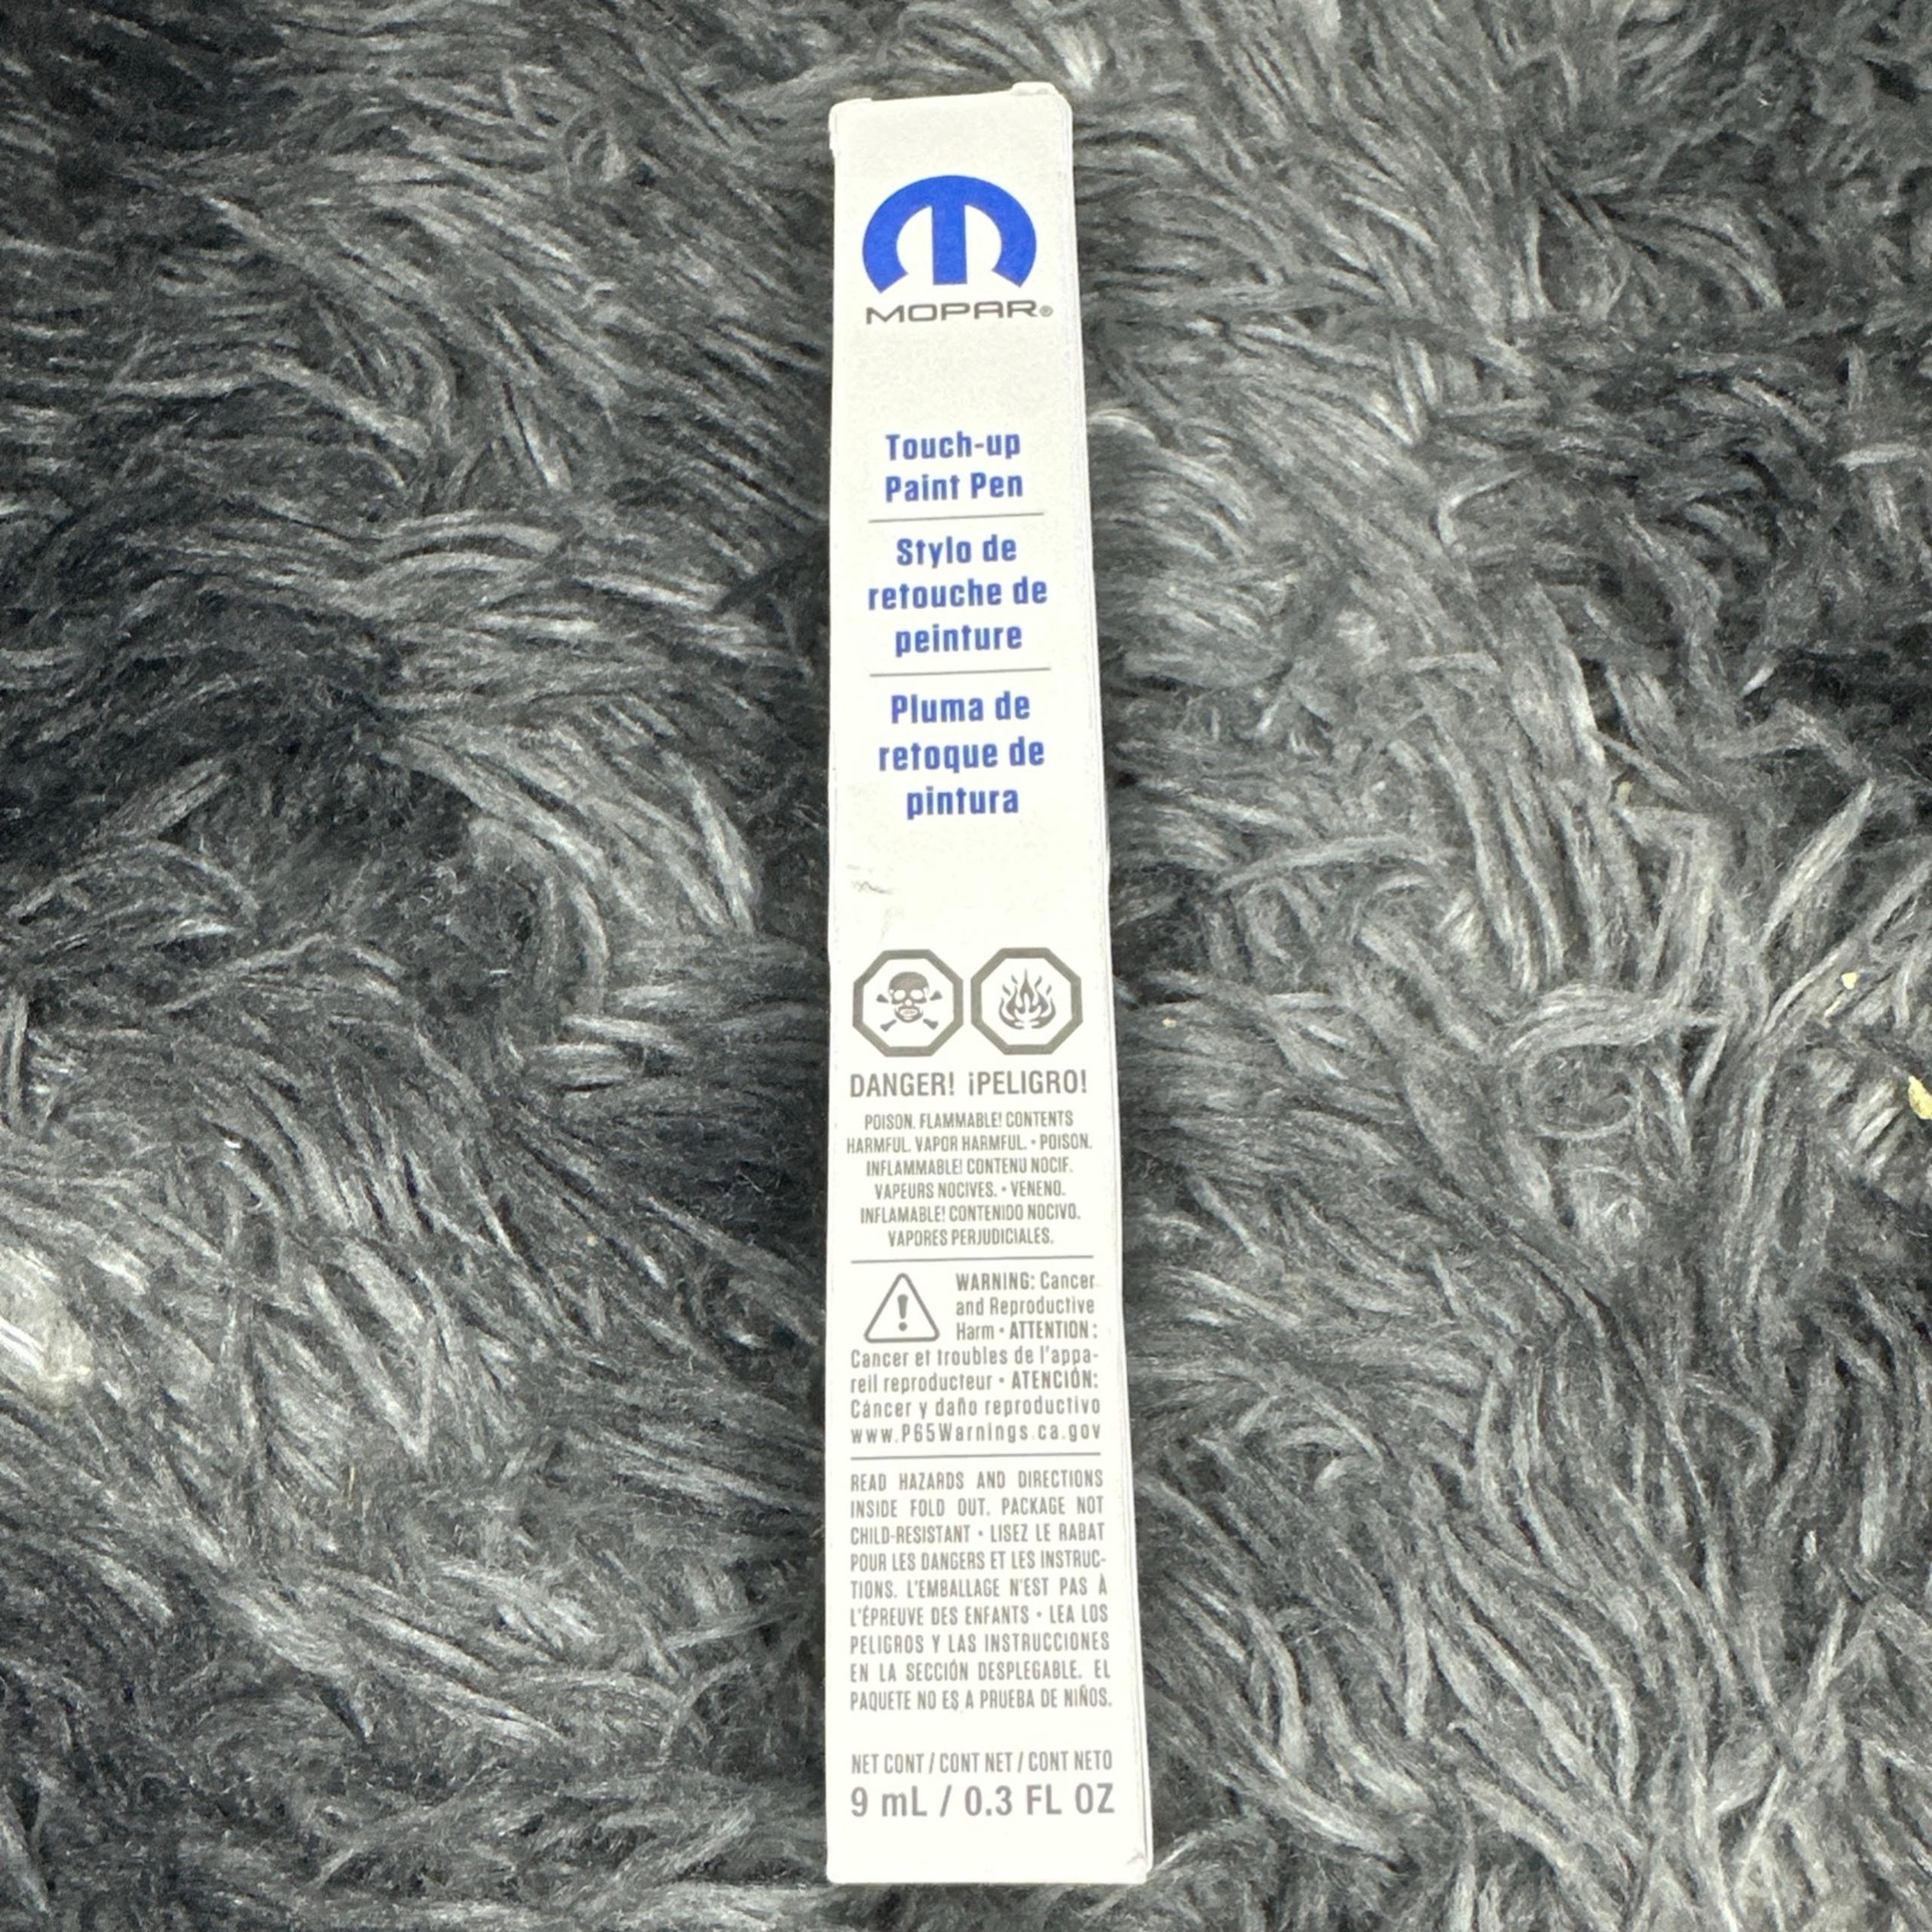 MOPAR®
Touch-up
Paint Pen
Stylo de
retouche de
peinture
Pluma de
retoque de
pintura
DANGER! ¡PELIGRO!
POISON. FLAMMABLE! CONTENTS
HARMFUL. VAPOR HARMFUL. • POISON.
INFLAMMABLE! CONTENU NOCIF.
VAPEURS NOCIVES. • VENENO.
INFLAMABLE! CONTENIDO NOCIVO.
VAPORES PERJUDICIALES.
WARNING: Cancer
and Reproductive
Harm • ATTENTION:
Cancer et troubles de l'appa-
reil reproducteur • ATENCIÓN:
Cáncer y daño reproductivo
www.P65Warnings.ca.gov
READ HAZARDS AND DIRECTIONS
INSIDE FOLD OUT. PACKAGE NOT
CHILD-RESISTANT • LISEZ LE RABAT
POUR LES DANGERS ET LES INSTRUC-
TIONS. L'EMBALLAGE N'EST PAS À
L'ÉPREUVE DES ENFANTS • LEA LOS
PELIGROS Y LAS INSTRUCCIONES
EN LA SECCIÓN DESPLEGABLE. EL
PAQUETE NO ES A PRUEBA DE NIÑOS.
NET CONT / CONT NET / CONT NETO
9 mL / 0.3 FL OZ